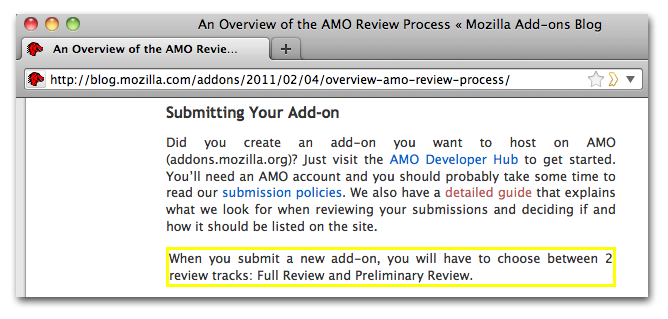 An Overview of the AMO Review Process « Mozilla Add-ons Blog
An Overview of the AMO Revie...
http://blog.mozilla.com/addons/2011/02/04/overview-amo-review-process/
Submitting Your Add-on
Did you create an add-on you want to host on AMO
(addons.mozilla.org)? Just visit the AMO Developer Hub to get started.
You'll need an AMO account and you should probably take some time to
read our submission policies. We also have a detailed guide that explains
what we look for when reviewing your submissions and deciding if and
how it should be listed on the site.
When you submit a new add-on, you will have to choose between 2
review tracks: Full Review and Preliminary Review.